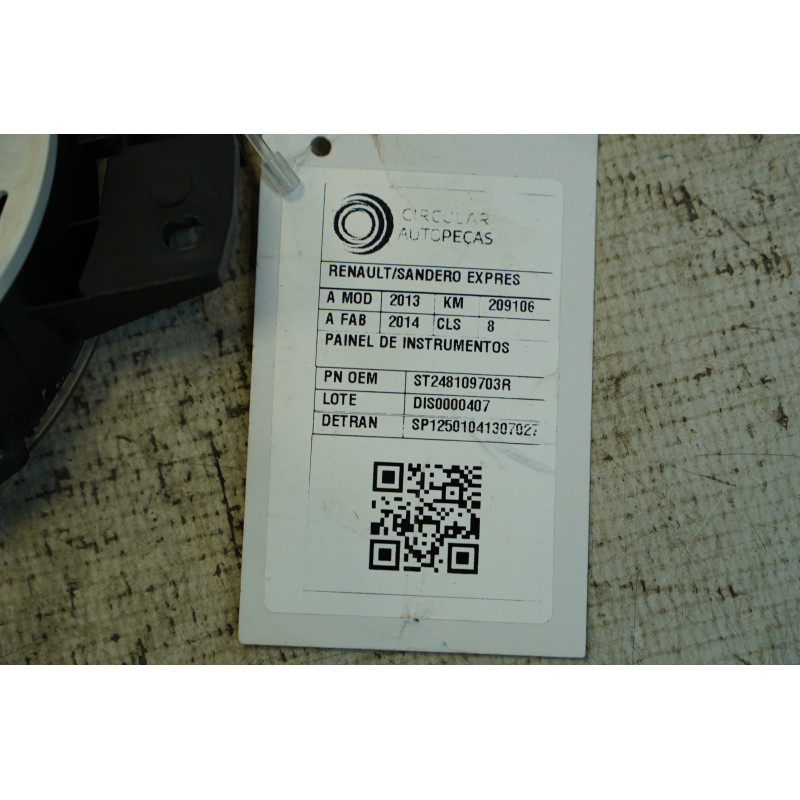 CIRCULAR
AUTOPEÇAS
RENAULT/SANDERO EXPRES
A MOD 2013 KM 209106
A FAB 2014 CLS 8
PAINEL DE INSTRUMENTOS
PN OEM ST248109703R
LOTE DIS0000407
DETRAN SP12501041307027